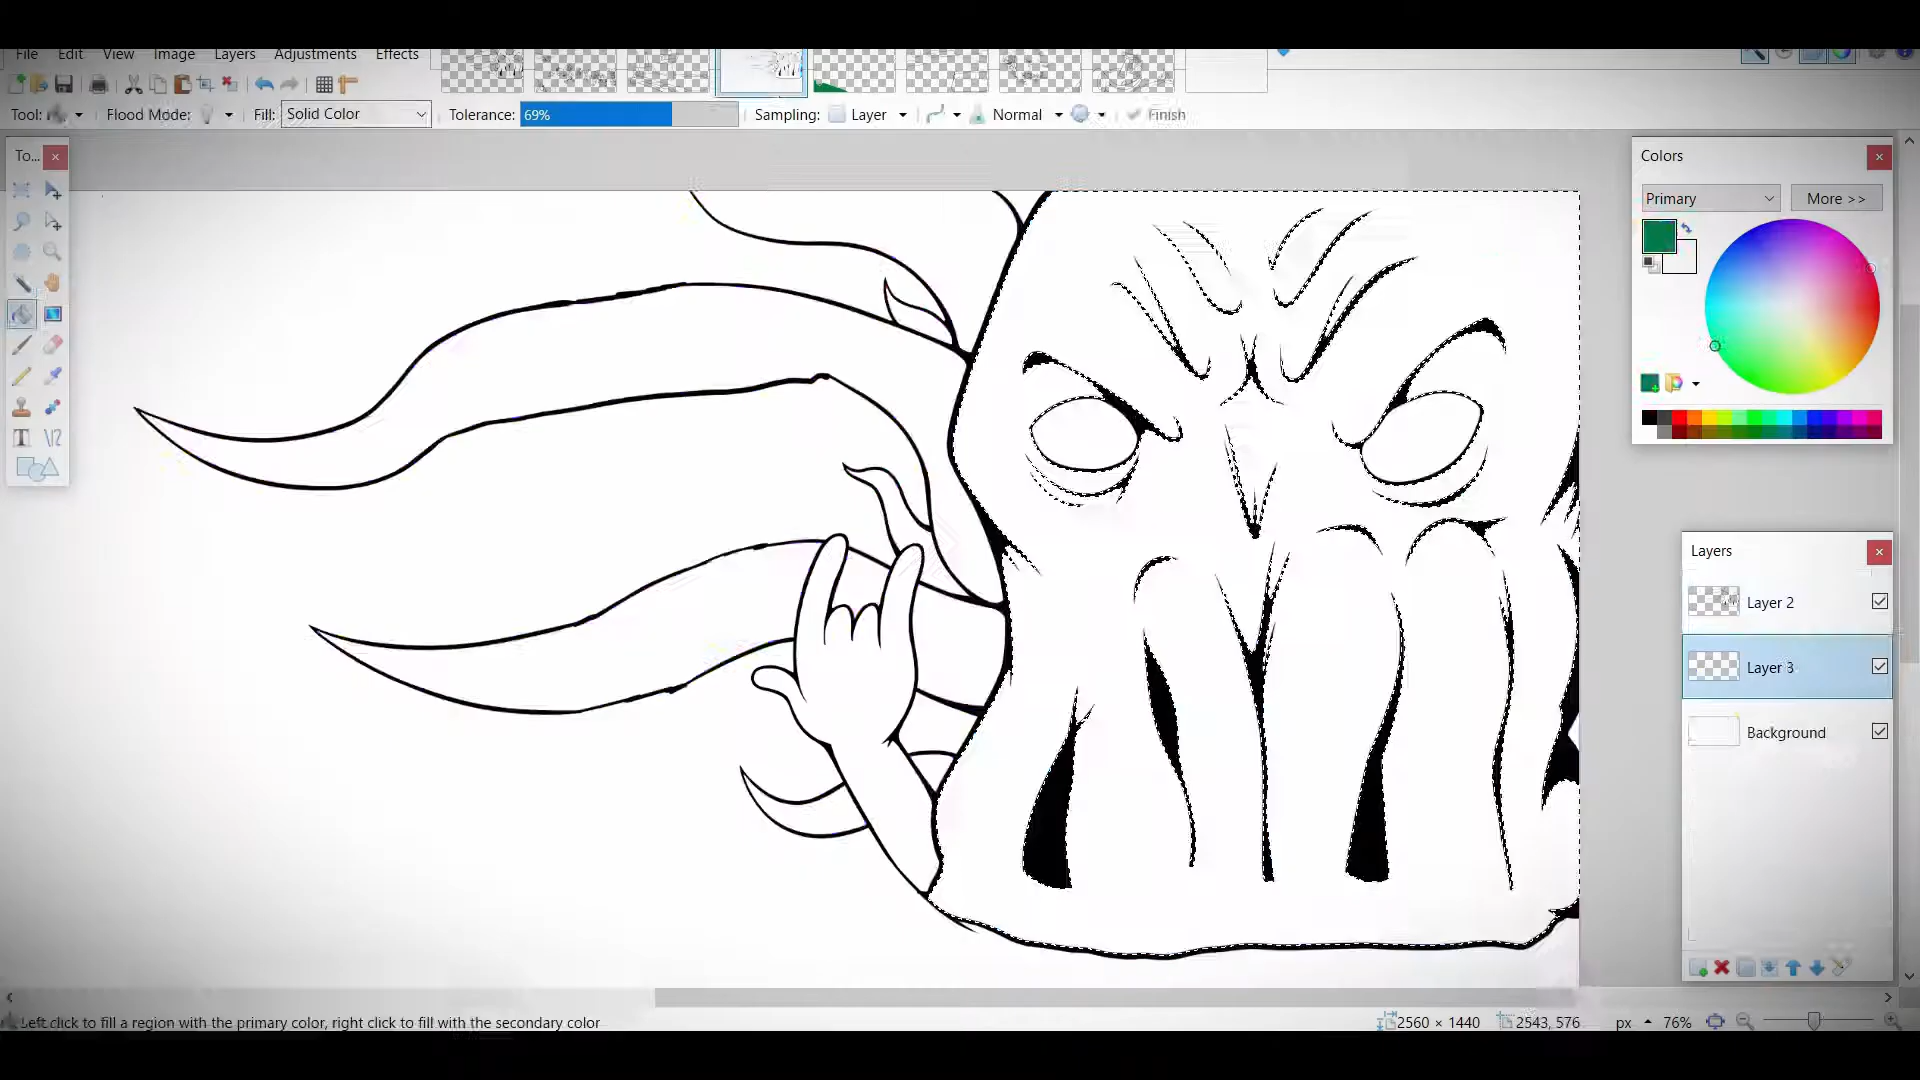 File Edit View Image Layers Adjustments Effects
Tool: Flood Mode: Fill: Solid Color Tolerance: 69% Sampling: Layer Normal Finish
To...
Colors
Primary More >>
Layers
Layer 2
Layer 3
Background
Left click to fill a region with the primary color, right click to fill with the secondary color
2560 × 1440 2543, 576 px 76%